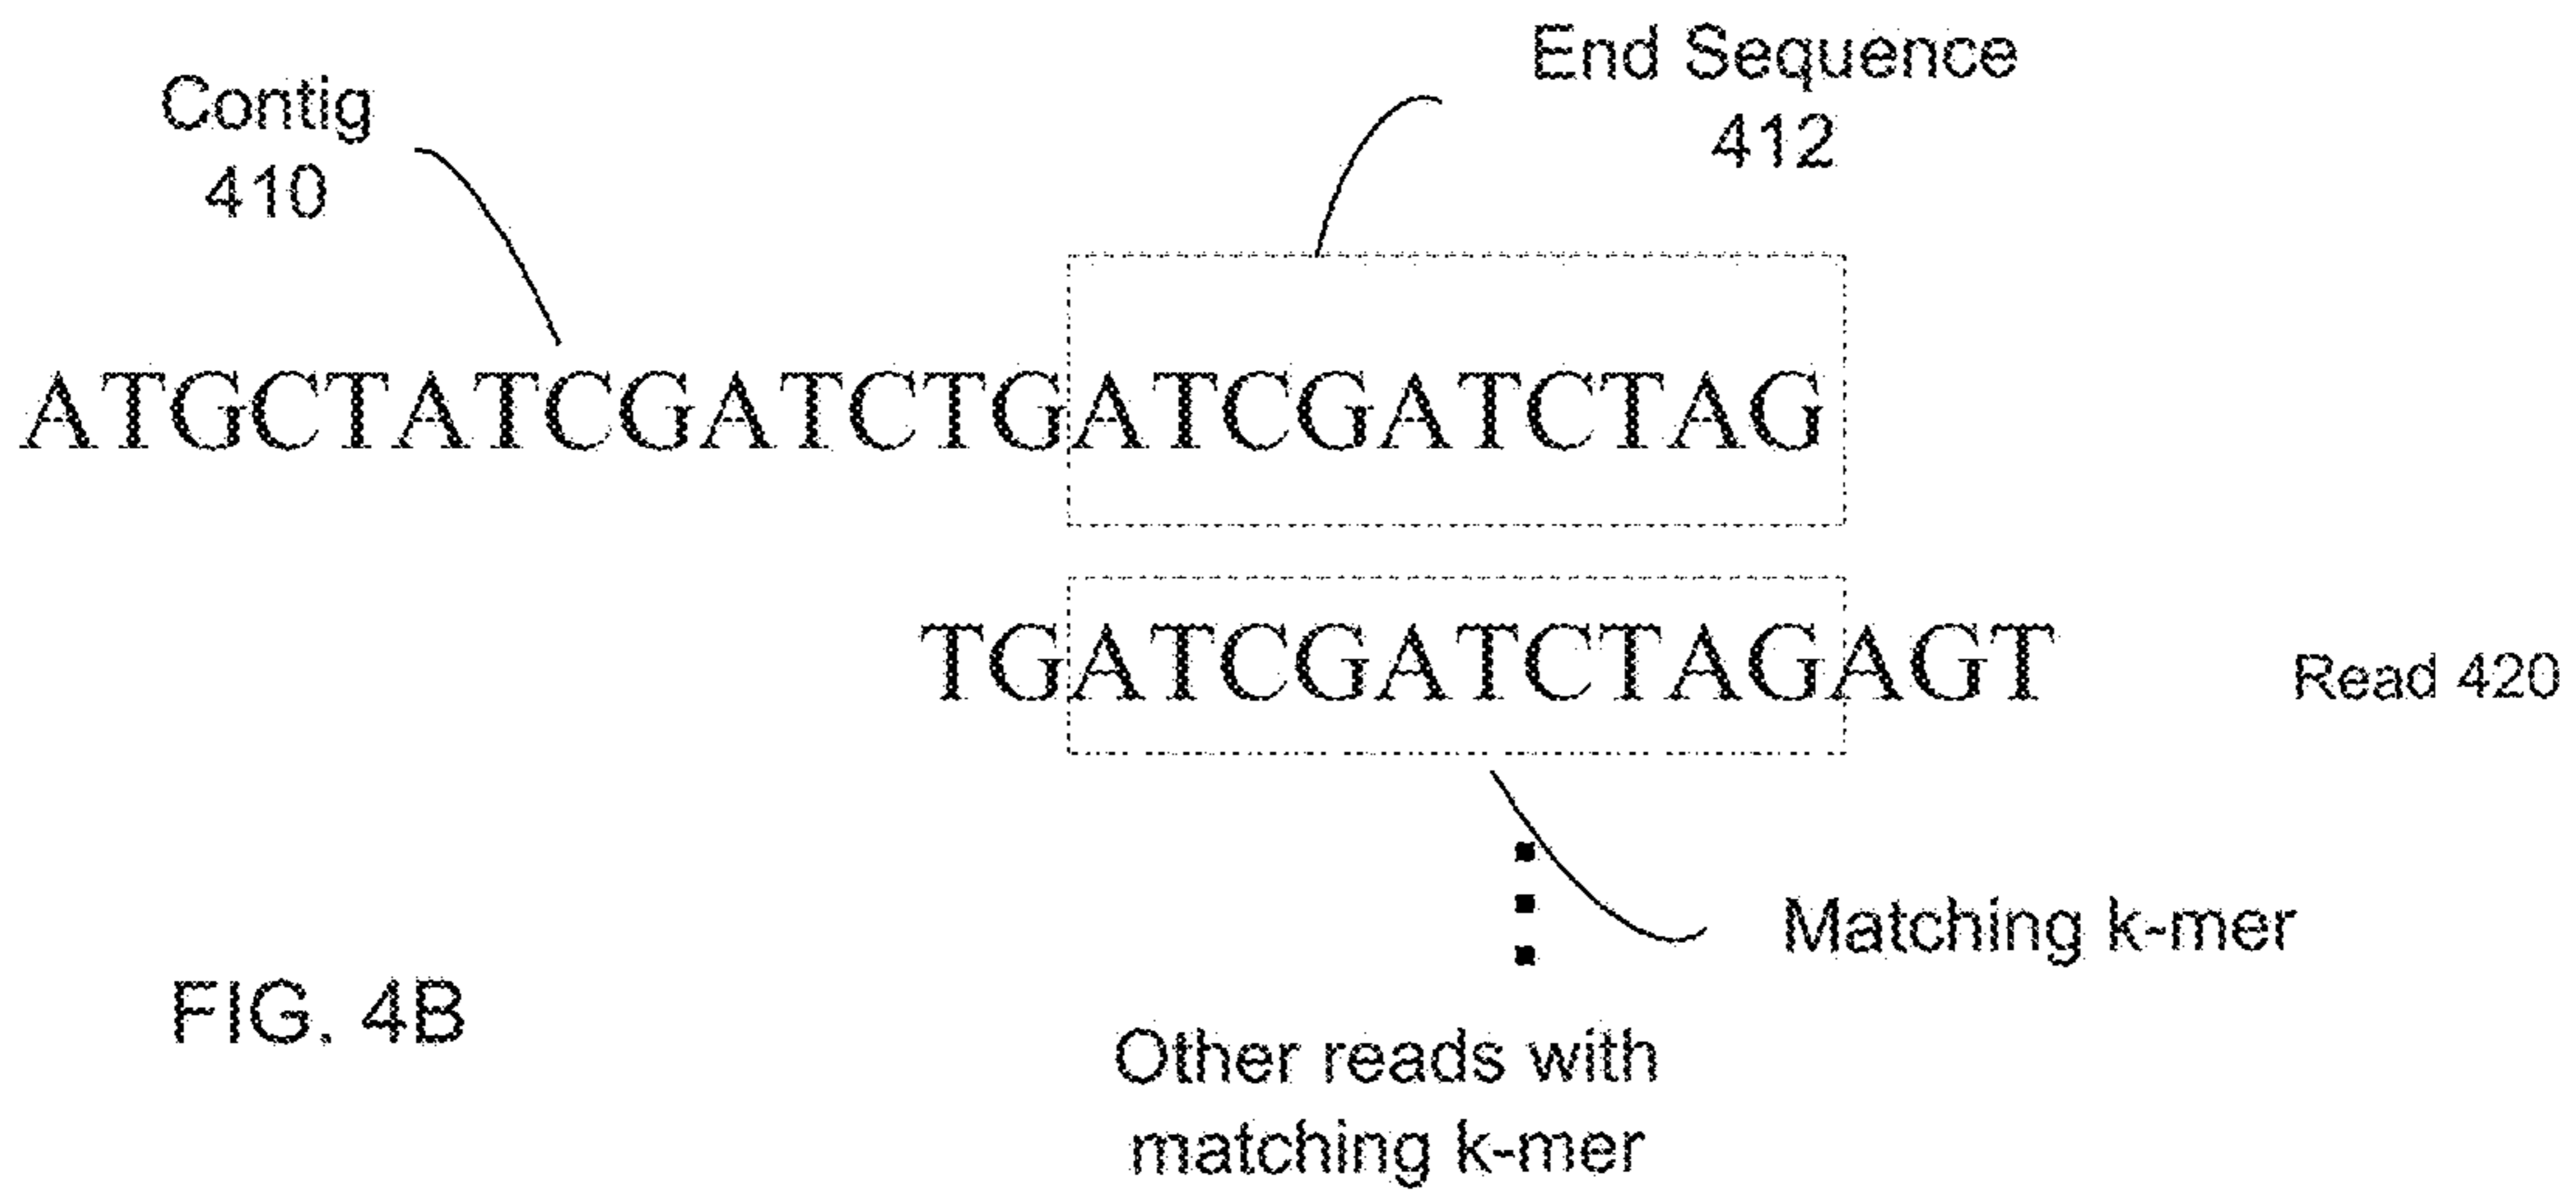 Contig
410
End Sequence
412
ATGCTATCGATCTGATCGATCTAG
TGATCGATCTAGAGT
Read 420
Matching k-mer
FIG. 4B
Other reads with
matching k-mer